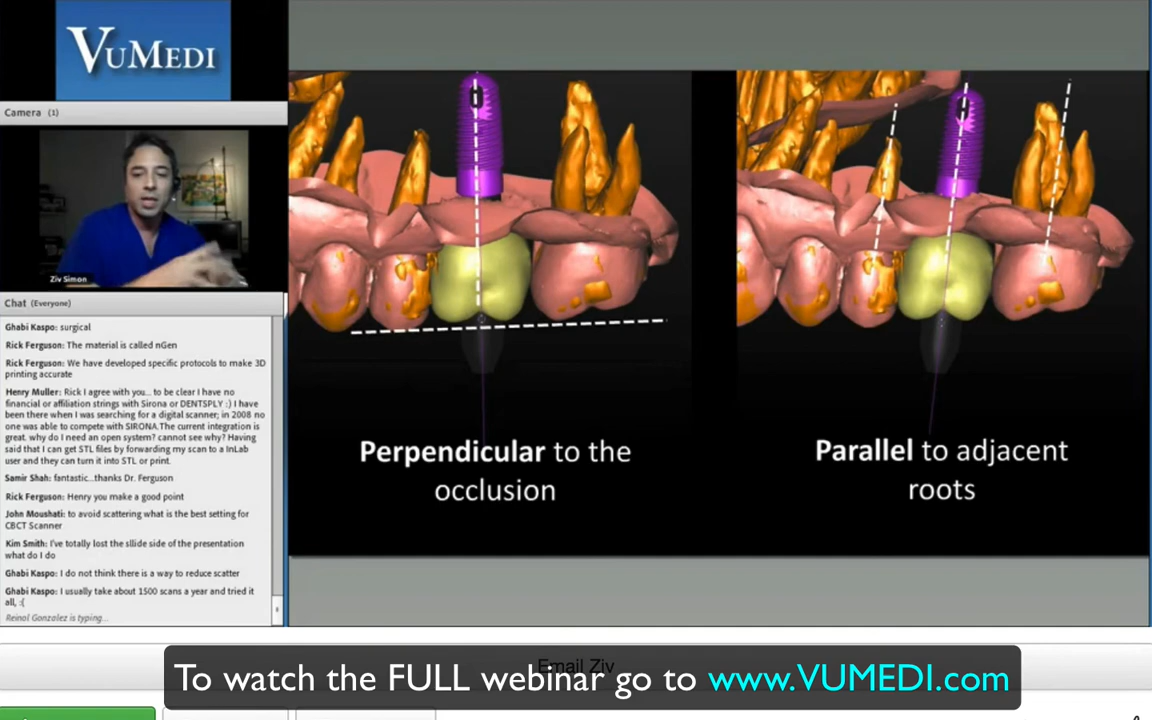 VUMEDI
Camera (1)
Ziv Simon
Chat (Everyone)
Ghabi Kaspo: surgical
Rick Ferguson: The material is called nGen
Rick Ferguson: We have developed specific protocols to make 3D
printing accurate
Henry Muller: Rick I agree with you... to be clear I have no
financial or affiliation strings with Sirona or DENTSPLY :) I have
been there when I was searching for a digital scanner; in 2008 no
one was able to compete with SIRONA.The current integration is
great. why do I need an open system? cannot see why? Having
said that I can get STL files by forwarding my scan to a InLab
user and they can turn it into STL or print.
Samir Shah: fantastic...thanks Dr. Ferguson
Rick Ferguson: Henry you make a good point
John Moushati: to avoid scattering what is the best setting for
CBCT Scanner
Kim Smith: I've totally lost the sllide side of the presentation
what do I do
Ghabi Kaspo: I do not think there is a way to reduce scatter
Ghabi Kaspo: I usually take about 1500 scans a year and tried it
all, :(
Reinol Gonzalez is typing...
Perpendicular to the
occlusion
Parallel to adjacent
roots
Email Ziv
To watch the FULL webinar go to www.VUMEDI.com